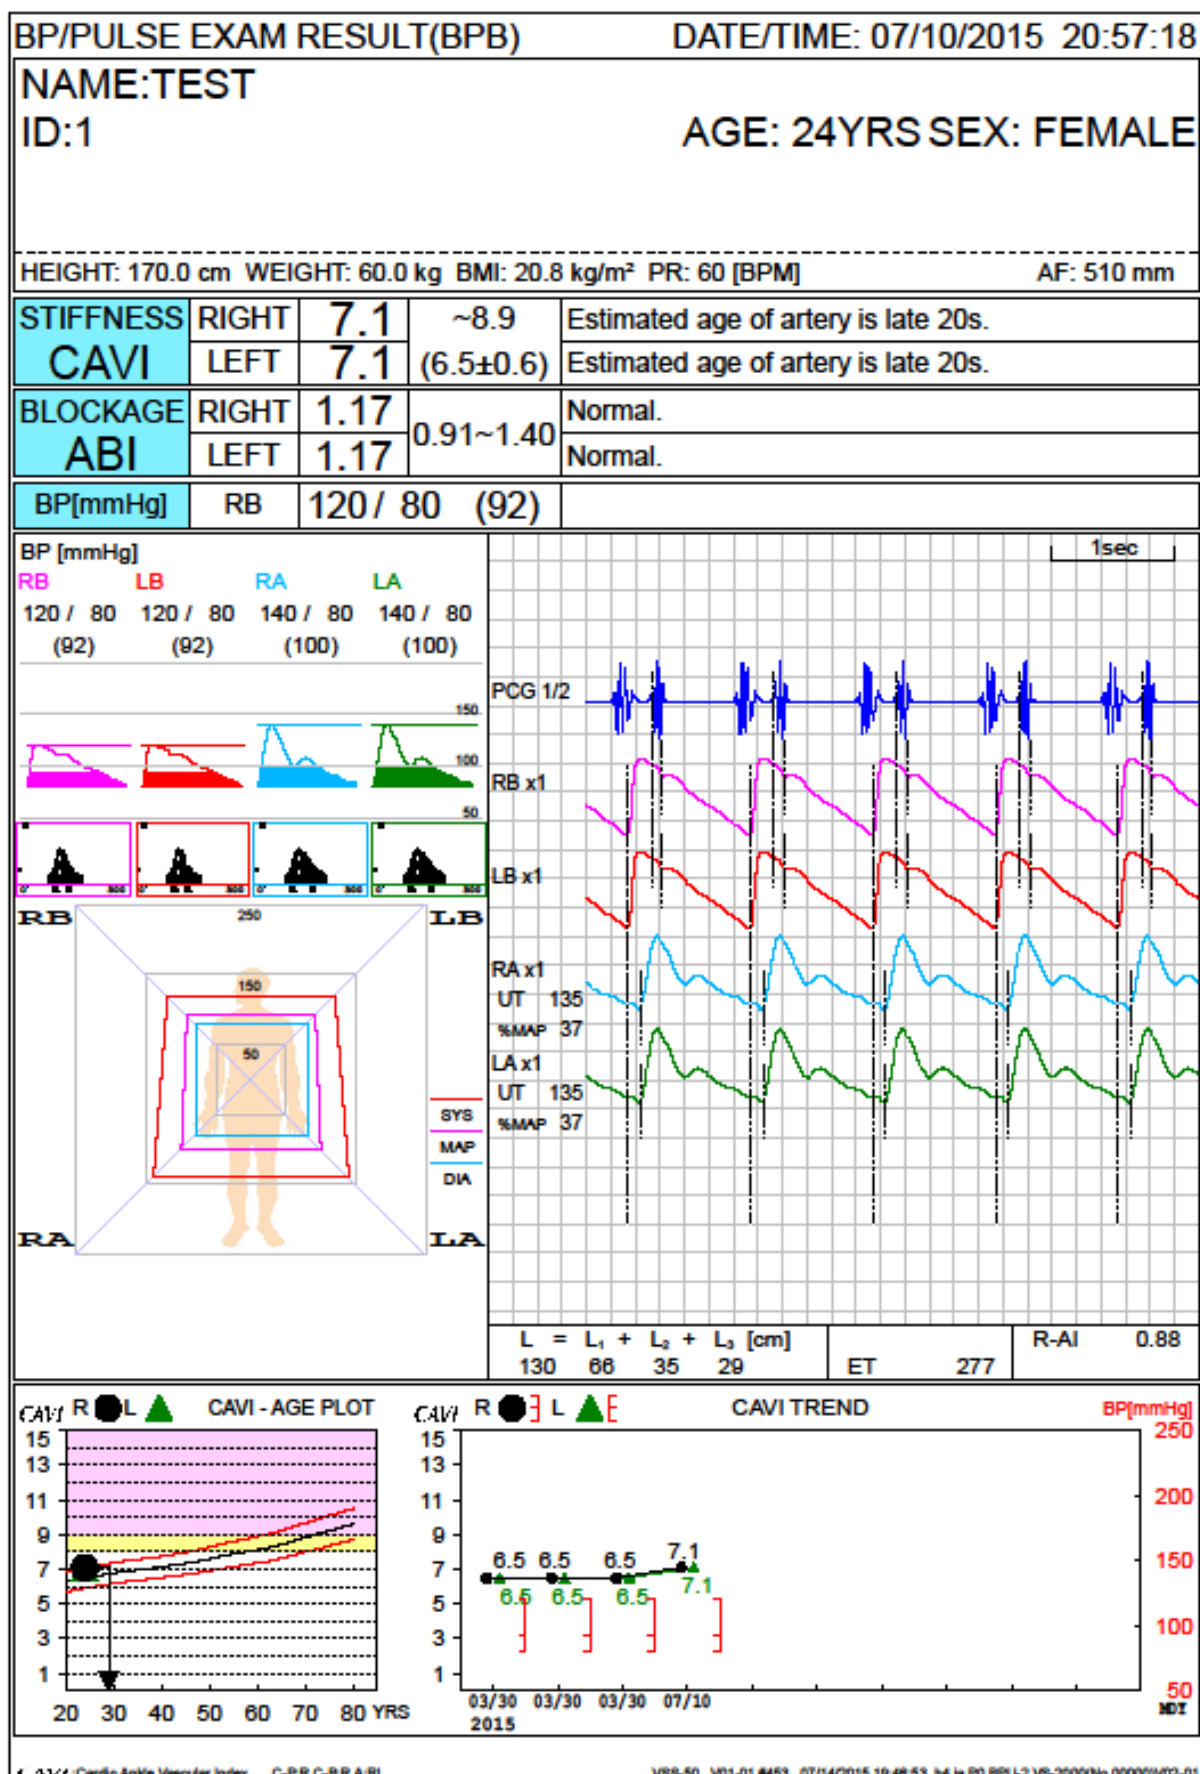 BP/PULSE EXAM RESULT(BPB) DATE/TIME: 07/10/2015 20:57:18
NAME:TEST
ID:1 AGE: 24YRS SEX: FEMALE
HEIGHT: 170.0 cm WEIGHT: 60.0 kg BMI: 20.8 kg/m² PR: 60 [BPM] AF: 510 mm
STIFFNESS RIGHT 7.1 ~8.9 Estimated age of artery is late 20s.
CAVI LEFT 7.1 (6.5±0.6) Estimated age of artery is late 20s.
BLOCKAGE RIGHT 1.17 0.91~1.40 Normal.
ABI LEFT 1.17 Normal.
BP[mmHg] RB 120/ 80 (92)
BP [mmHg]
RB LB RA LA
120 / 80 120 / 80 140 / 80 140 / 80
(92) (92) (100) (100)
150
100
50
RB 250 LB
150
50
SYS
MAP
DIA
RA LA
1sec
PCG 1/2
RB x1
LB x1
RA x1
UT 135
%MAP 37
LA x1
UT 135
%MAP 37
L = L₁ + L₂ + L₃ [cm] R-AI 0.88
130 66 35 29 ET 277
CAVI R L CAVI - AGE PLOT
15
13
11
9
7
5
3
1
20 30 40 50 60 70 80 YRS
CAVI R L CAVI TREND BP[mmHg]
15 250
13
11 200
9
7 150
5
3 100
1 50
6.5 6.5 6.5 7.1
6.5 6.5 6.5 7.1
03/30 03/30 03/30 07/10
2015
Cardio Ankle Vascular Index